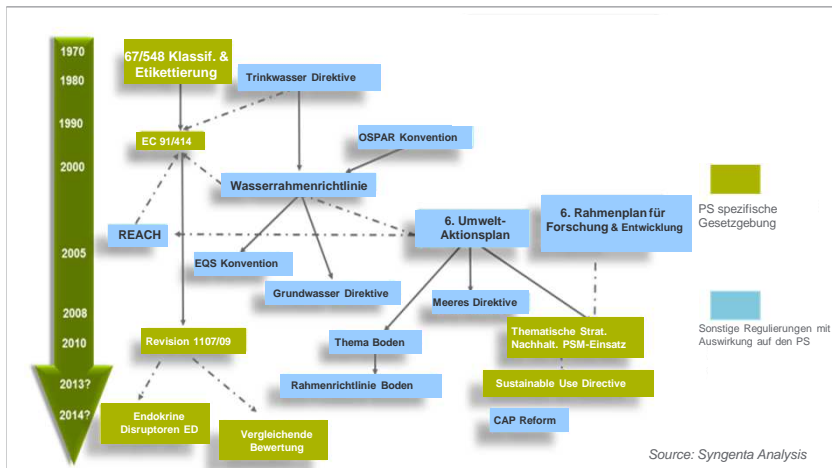 1970
67/548 Klassif. &
Etikettierung
1980
Trinkwasser Direktive
1990
EC 91/414
OSPAR Konvention
2000
Wasserrahmenrichtlinie
PS spezifische
Gesetzgebung
6. Umwelt-
Aktionsplan
6. Rahmenplan für
Forschung & Entwicklung
REACH
2005
EQS Konvention
Grundwasser Direktive
Meeres Direktive
2008
Sonstige Regulierungen mit
Auswirkung auf den PS
2010
Revision 1107/09
Thema Boden
Thematische Strat.
Nachhalt. PSM-Einsatz
2013?
Rahmenrichtlinie Boden
Sustainable Use Directive
2014?
Endokrine
Disruptoren ED
Vergleichende
Bewertung
CAP Reform
Source: Syngenta Analysis